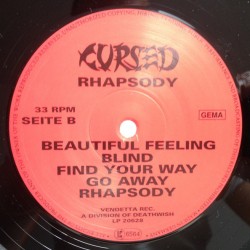 CURSED
RHAPSODY
33 RPM
SEITE B
GEMA
BEAUTIFUL FEELING
BLIND
FIND YOUR WAY
GO AWAY
RHAPSODY
VENDETTA REC.
A DIVISION OF DEATHWISH
LP 20628